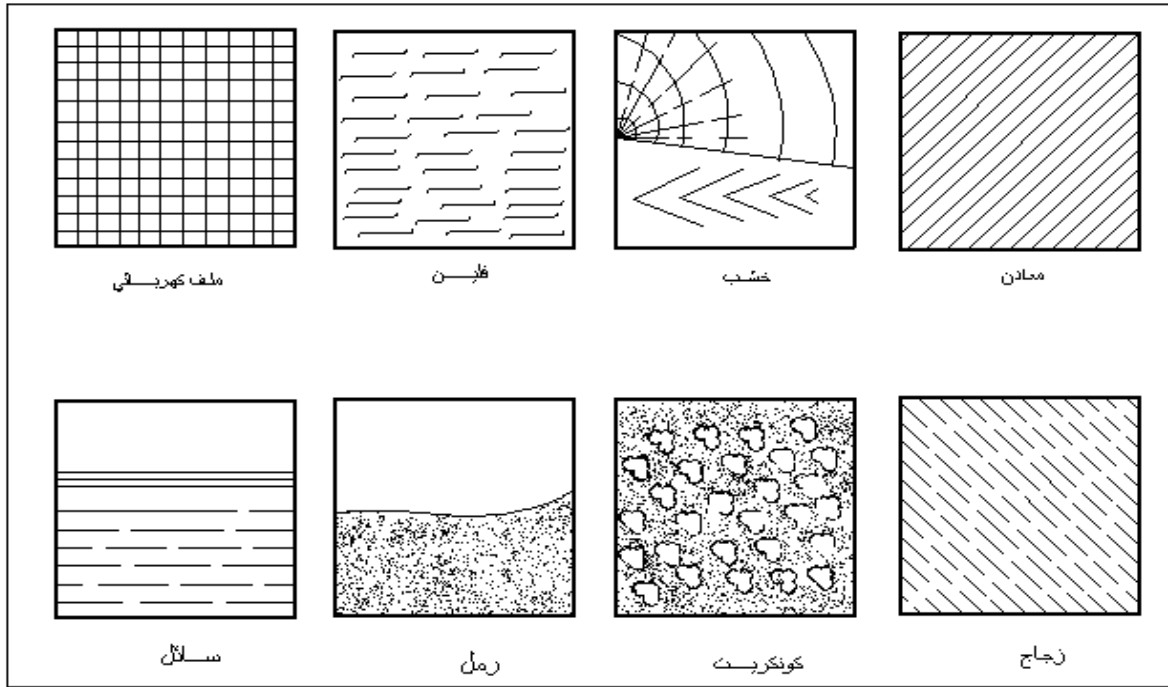 معادن
خشب
فلين
ملف كهربائي
زجاج
كونكريت
رمل
سائل